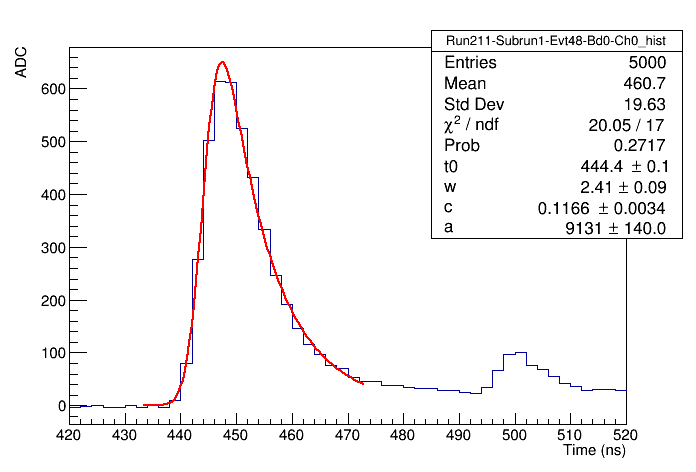 Run211-Subrun1-Evt48-Bd0-Ch0_hist
Entries 5000
Mean 460.7
Std Dev 19.63
χ² / ndf 20.05 / 17
Prob 0.2717
t0 444.4 ± 0.1
w 2.41 ± 0.09
c 0.1166 ± 0.0034
a 9131 ± 140.0
ADC
600
500
400
300
200
100
0
420 430 440 450 460 470 480 490 500 510 520
Time (ns)